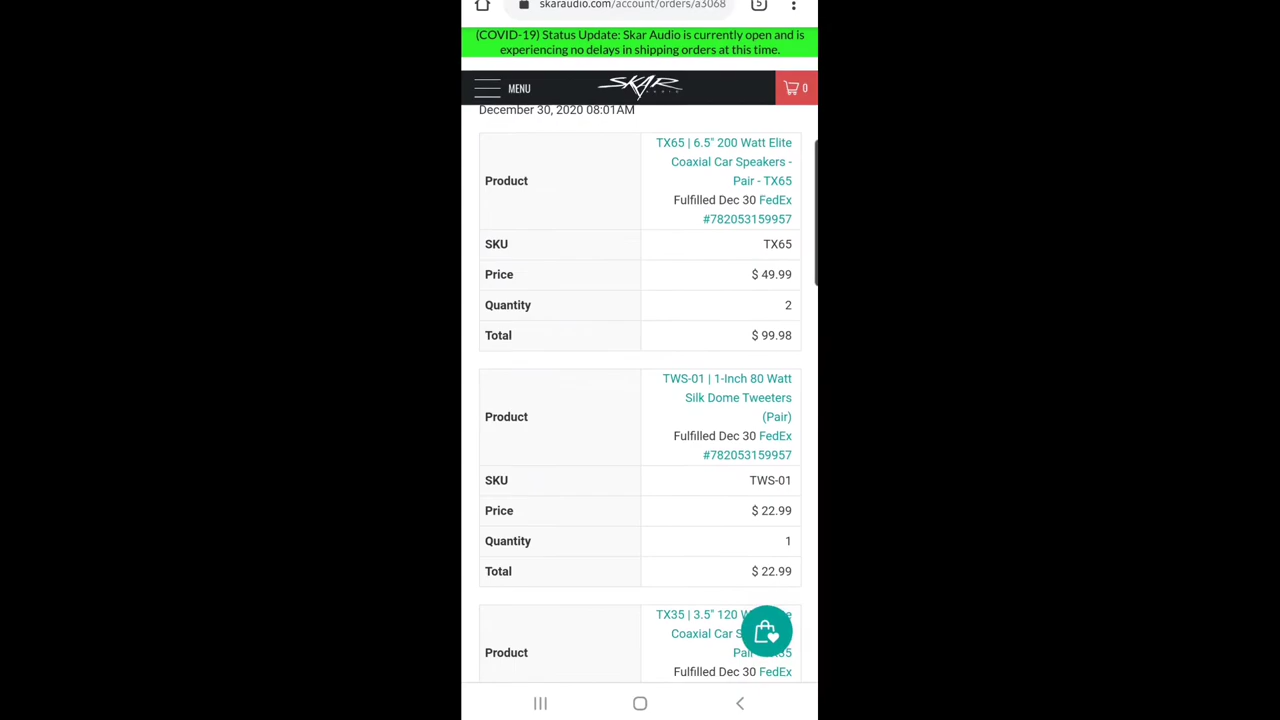 skaraudio.com/account/orders/a3068
5
(COVID-19) Status Update: Skar Audio is currently open and is
experiencing no delays in shipping orders at this time.
MENU
SKAR
AUDIO
0
December 30, 2020 08:01AM
Product
TX65 | 6.5" 200 Watt Elite
Coaxial Car Speakers -
Pair - TX65
Fulfilled Dec 30 FedEx
#782053159957
SKU TX65
Price $ 49.99
Quantity 2
Total $ 99.98
Product
TWS-01 | 1-Inch 80 Watt
Silk Dome Tweeters
(Pair)
Fulfilled Dec 30 FedEx
#782053159957
SKU TWS-01
Price $ 22.99
Quantity 1
Total $ 22.99
Product
TX35 | 3.5" 120
Coaxial Car
Fulfilled Dec 30 FedEx